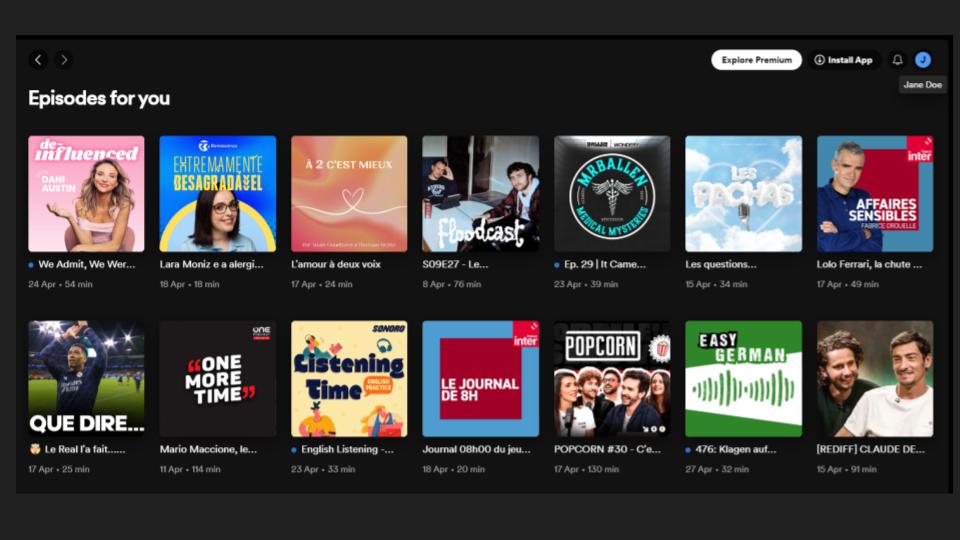 Explore Premium
Install App
J
Jane Doe
Episodes for you
de-influenced
WITH DANI AUSTIN
We Admit, We Wer...
24 Apr • 54 min
Renascença
EXTREMAMENTE DESAGRADÁVEL
Lara Moniz e a alergi...
18 Apr • 18 min
À 2 C'EST MIEUX
L'amour à deux voix
17 Apr • 24 min
Floodcast
S09E27 - Le...
8 Apr • 76 min
BALLEN
WONDERY
MRBALLEN
MEDICAL MYSTERIES
Ep. 29 | It Came...
23 Apr • 39 min
LES PACHAS
Les questions...
15 Apr • 34 min
inter
AFFAIRES
SENSIBLES
FABRICE DROUELLE
Lolo Ferrari, la chute ...
17 Apr • 49 min
QUE DIRE...
🤯 Le Real l'a fait......
17 Apr • 25 min
ONE
"ONE
MORE
TIME"
Mario Maccione, le...
11 Apr • 114 min
SONORO
Listening
Time
ENGLISH
PRACTICE
English Listening -...
23 Apr • 33 min
inter
LE JOURNAL
DE 8H
Journal 08h00 du jeu...
18 Apr • 20 min
POPCORN
POPCORN #30 - C'e...
17 Apr • 130 min
EASY
GERMAN
476: Klagen auf...
27 Apr • 32 min
[REDIFF] CLAUDE DE...
15 Apr • 91 min